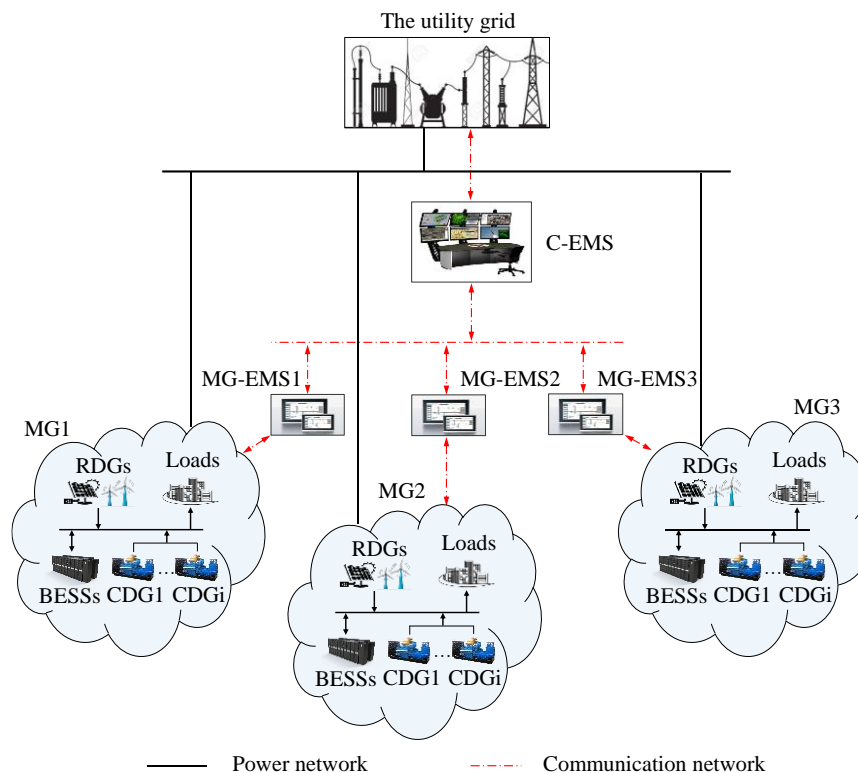 The utility grid
C-EMS
MG-EMS1
MG-EMS2
MG-EMS3
MG1
RDGs
Loads
BESSs
CDG1
...
CDGi
MG2
RDGs
Loads
BESSs
CDG1
...
CDGi
MG3
RDGs
Loads
BESSs
CDG1
...
CDGi
Power network
Communication network